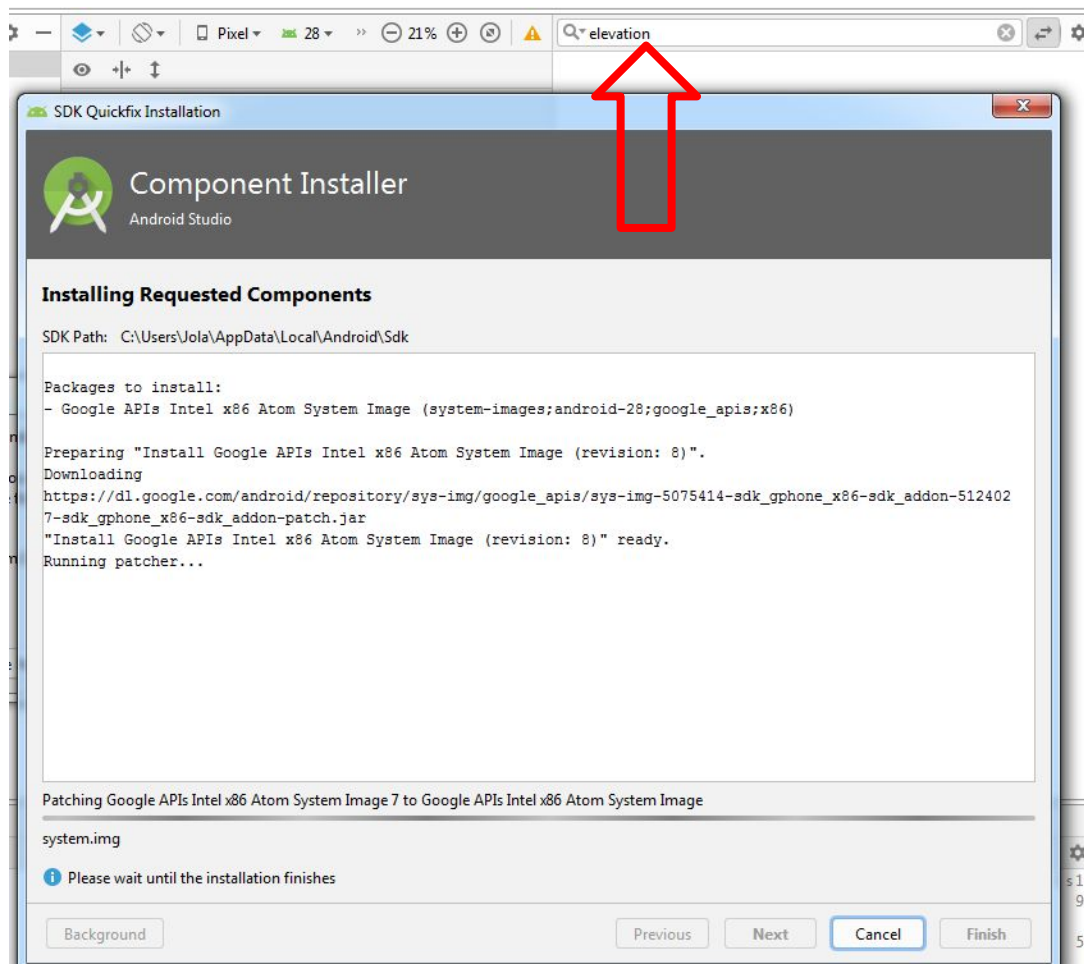 Pixel 28 21% elevation
SDK Quickfix Installation
Component Installer
Android Studio
Installing Requested Components
SDK Path: C:\Users\Jola\AppData\Local\Android\Sdk
Packages to install:
- Google APIs Intel x86 Atom System Image (system-images;android-28;google_apis;x86)
Preparing "Install Google APIs Intel x86 Atom System Image (revision: 8)".
Downloading
https://dl.google.com/android/repository/sys-img/google_apis/sys-img-5075414-sdk_gphone_x86-sdk_addon-512402
7-sdk_gphone_x86-sdk_addon-patch.jar
"Install Google APIs Intel x86 Atom System Image (revision: 8)" ready.
Running patcher...
Patching Google APIs Intel x86 Atom System Image 7 to Google APIs Intel x86 Atom System Image
system.img
Please wait until the installation finishes
Background Previous Next Cancel Finish